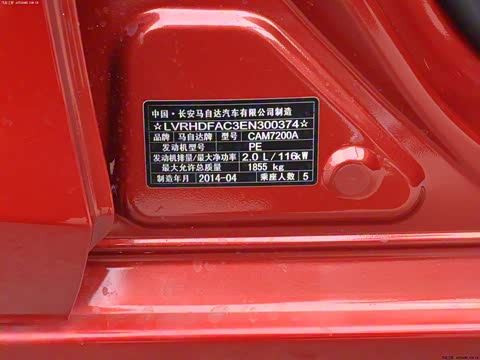 中国·长安马自达汽车有限公司制造
☆LVRHDFAC3EN300374☆
品牌 马自达牌 型号 CAM7200A
发动机型号 PE
发动机排量/最大净功率 2.0 L/116kW
最大允许总质量 1855 kg
制造年月 2014-04 乘座人数 5